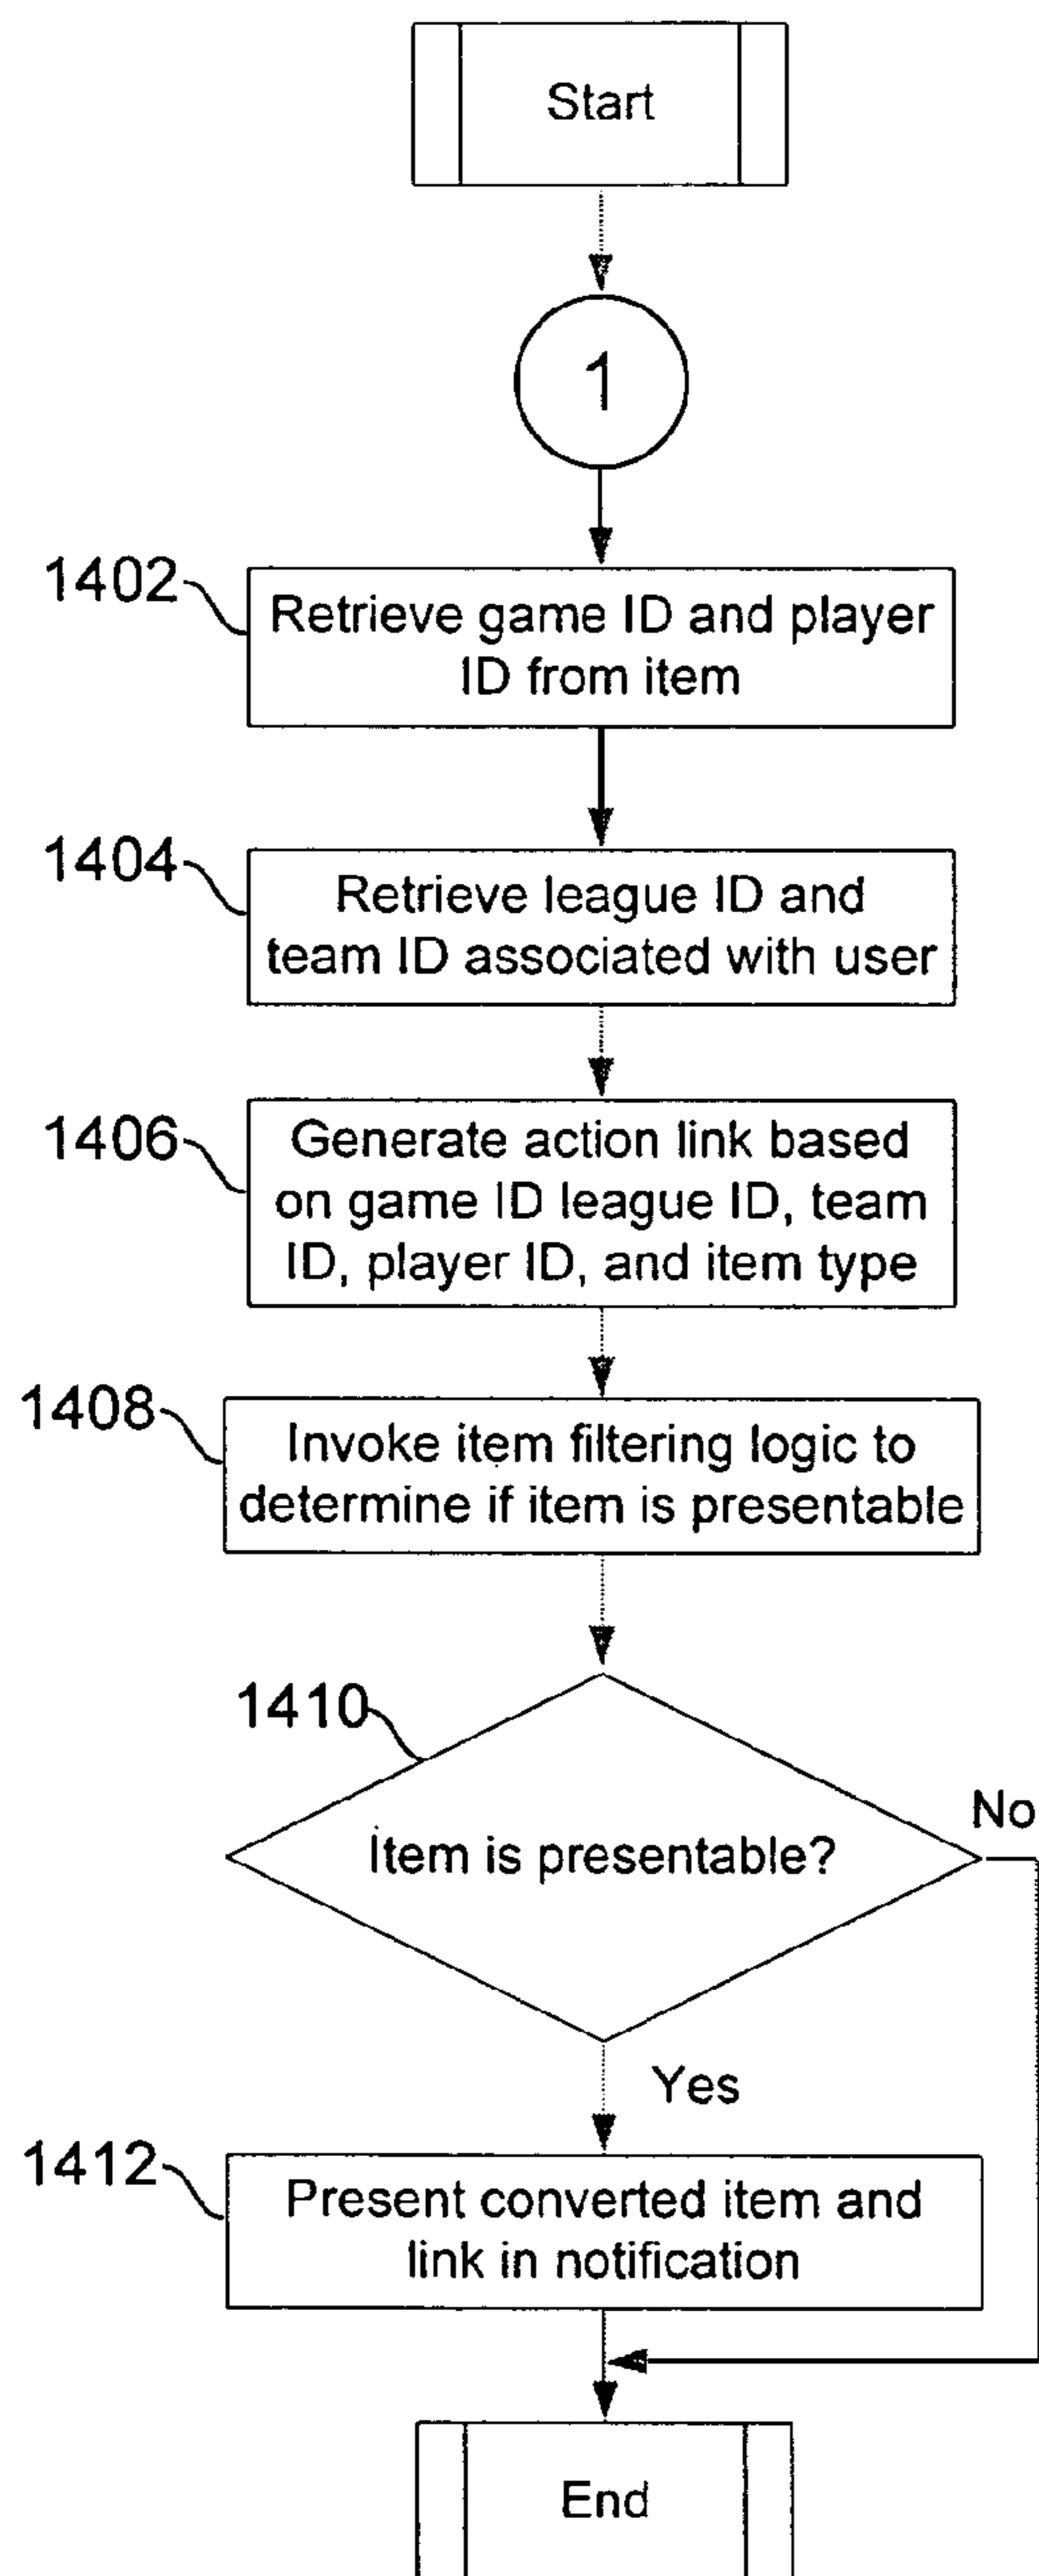 Start
1
1402
Retrieve game ID and player
ID from item
1404
Retrieve league ID and
team ID associated with user
1406
Generate action link based
on game ID league ID, team
ID, player ID, and item type
1408
Invoke item filtering logic to
determine if item is presentable
1410
Item is presentable?
No
Yes
1412
Present converted item and
link in notification
End